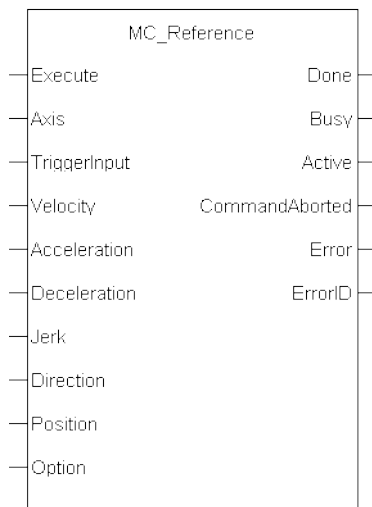 MC_Reference
Execute Done
Axis Busy
TriggerInput Active
Velocity CommandAborted
Acceleration Error
Deceleration ErrorID
Jerk
Direction
Position
Option